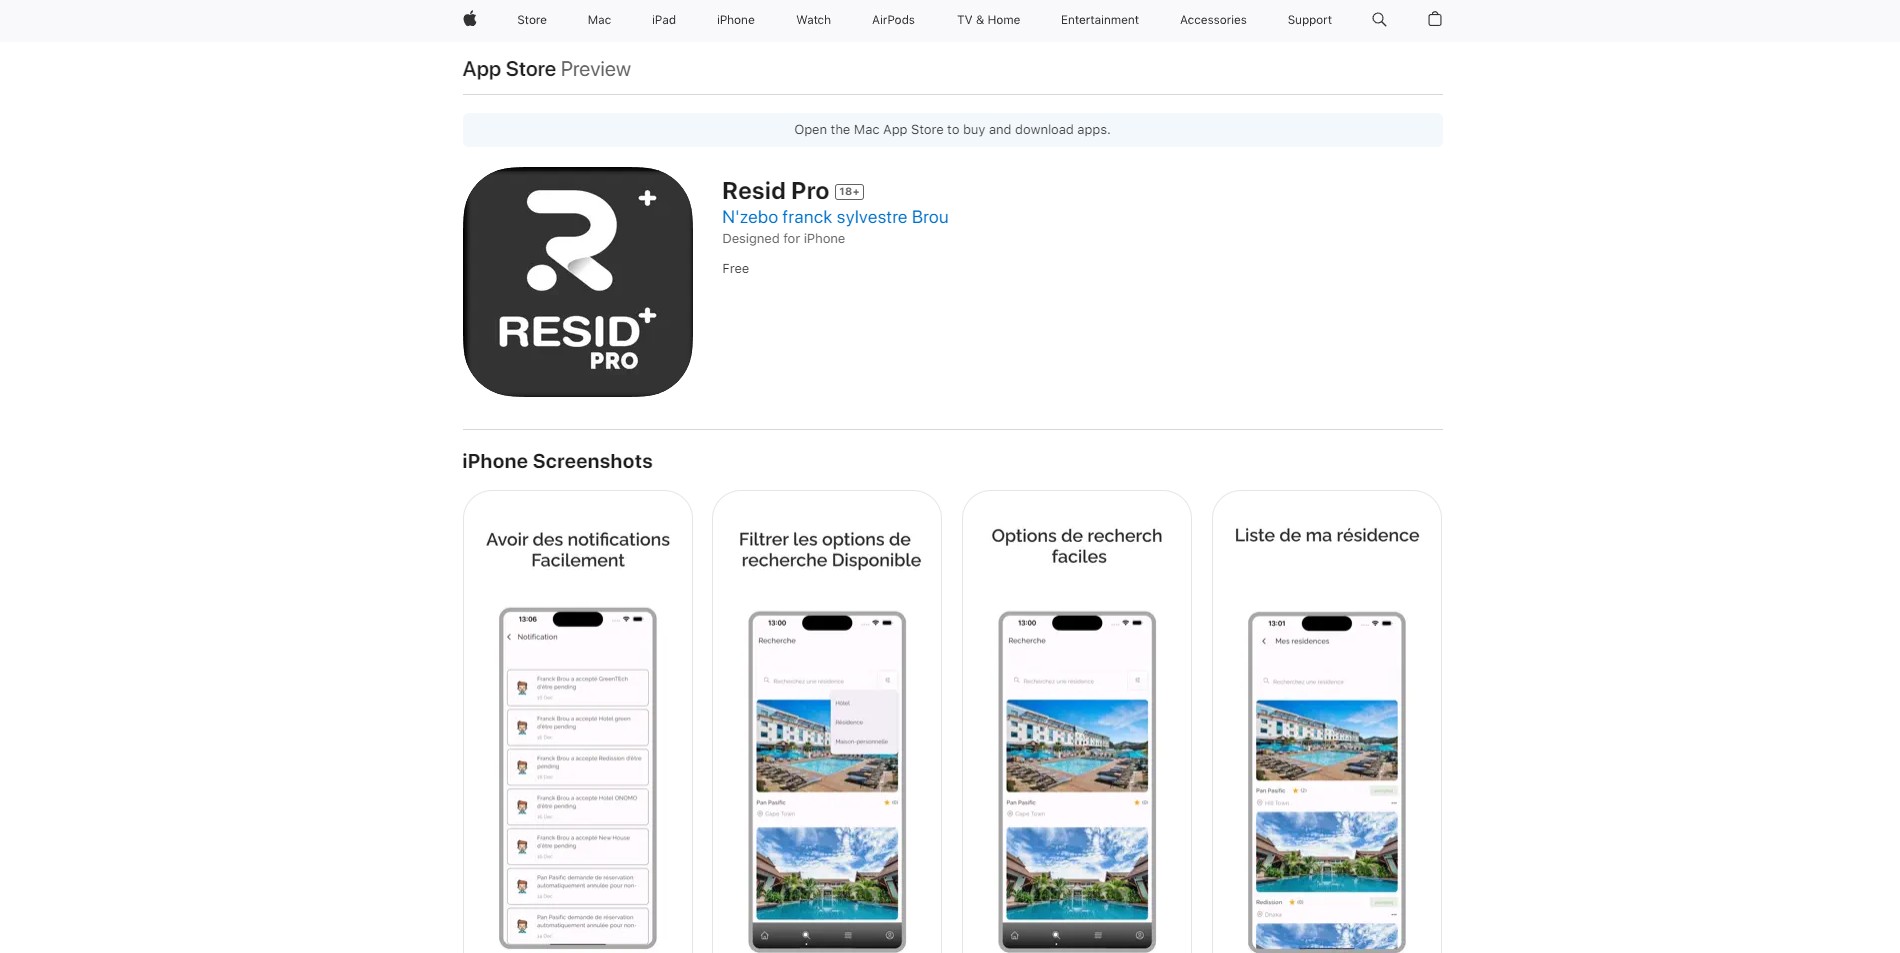 Store Mac iPad iPhone Watch AirPods TV & Home Entertainment Accessories Support
App Store Preview
Open the Mac App Store to buy and download apps.
RESID+
PRO
Resid Pro 18+
N'zebo franck sylvestre Brou
Designed for iPhone
Free
iPhone Screenshots
Avoir des notifications
Facilement
13:06
Notification
Franck Brou a accepté GreenTEch
d'être pending
Franck Brou a accepté Hotel green
d'être pending
Franck Brou a accepté Redission d'être
pending
Franck Brou a accepté Hotel ONOMO
d'être pending
Franck Brou a accepté New House
d'être pending
Pan Pasific demande de réservation
automatiquement annulée pour non-
Pan Pasific demande de réservation
automatiquement annulée pour non-
Filtrer les options de
recherche Disponible
13:00
Recherche
Recherchez une résidence
Hôtel
Résidence
Maison-personnelle
Pan Pasific (0)
Cape Town
Options de recherch
faciles
13:00
Recherche
Recherchez une résidence
Pan Pasific (0)
Cape Town
Liste de ma résidence
13:01
Mes residences
Recherchez une résidence
Pan Pasific
Hill Town
Redission (0)